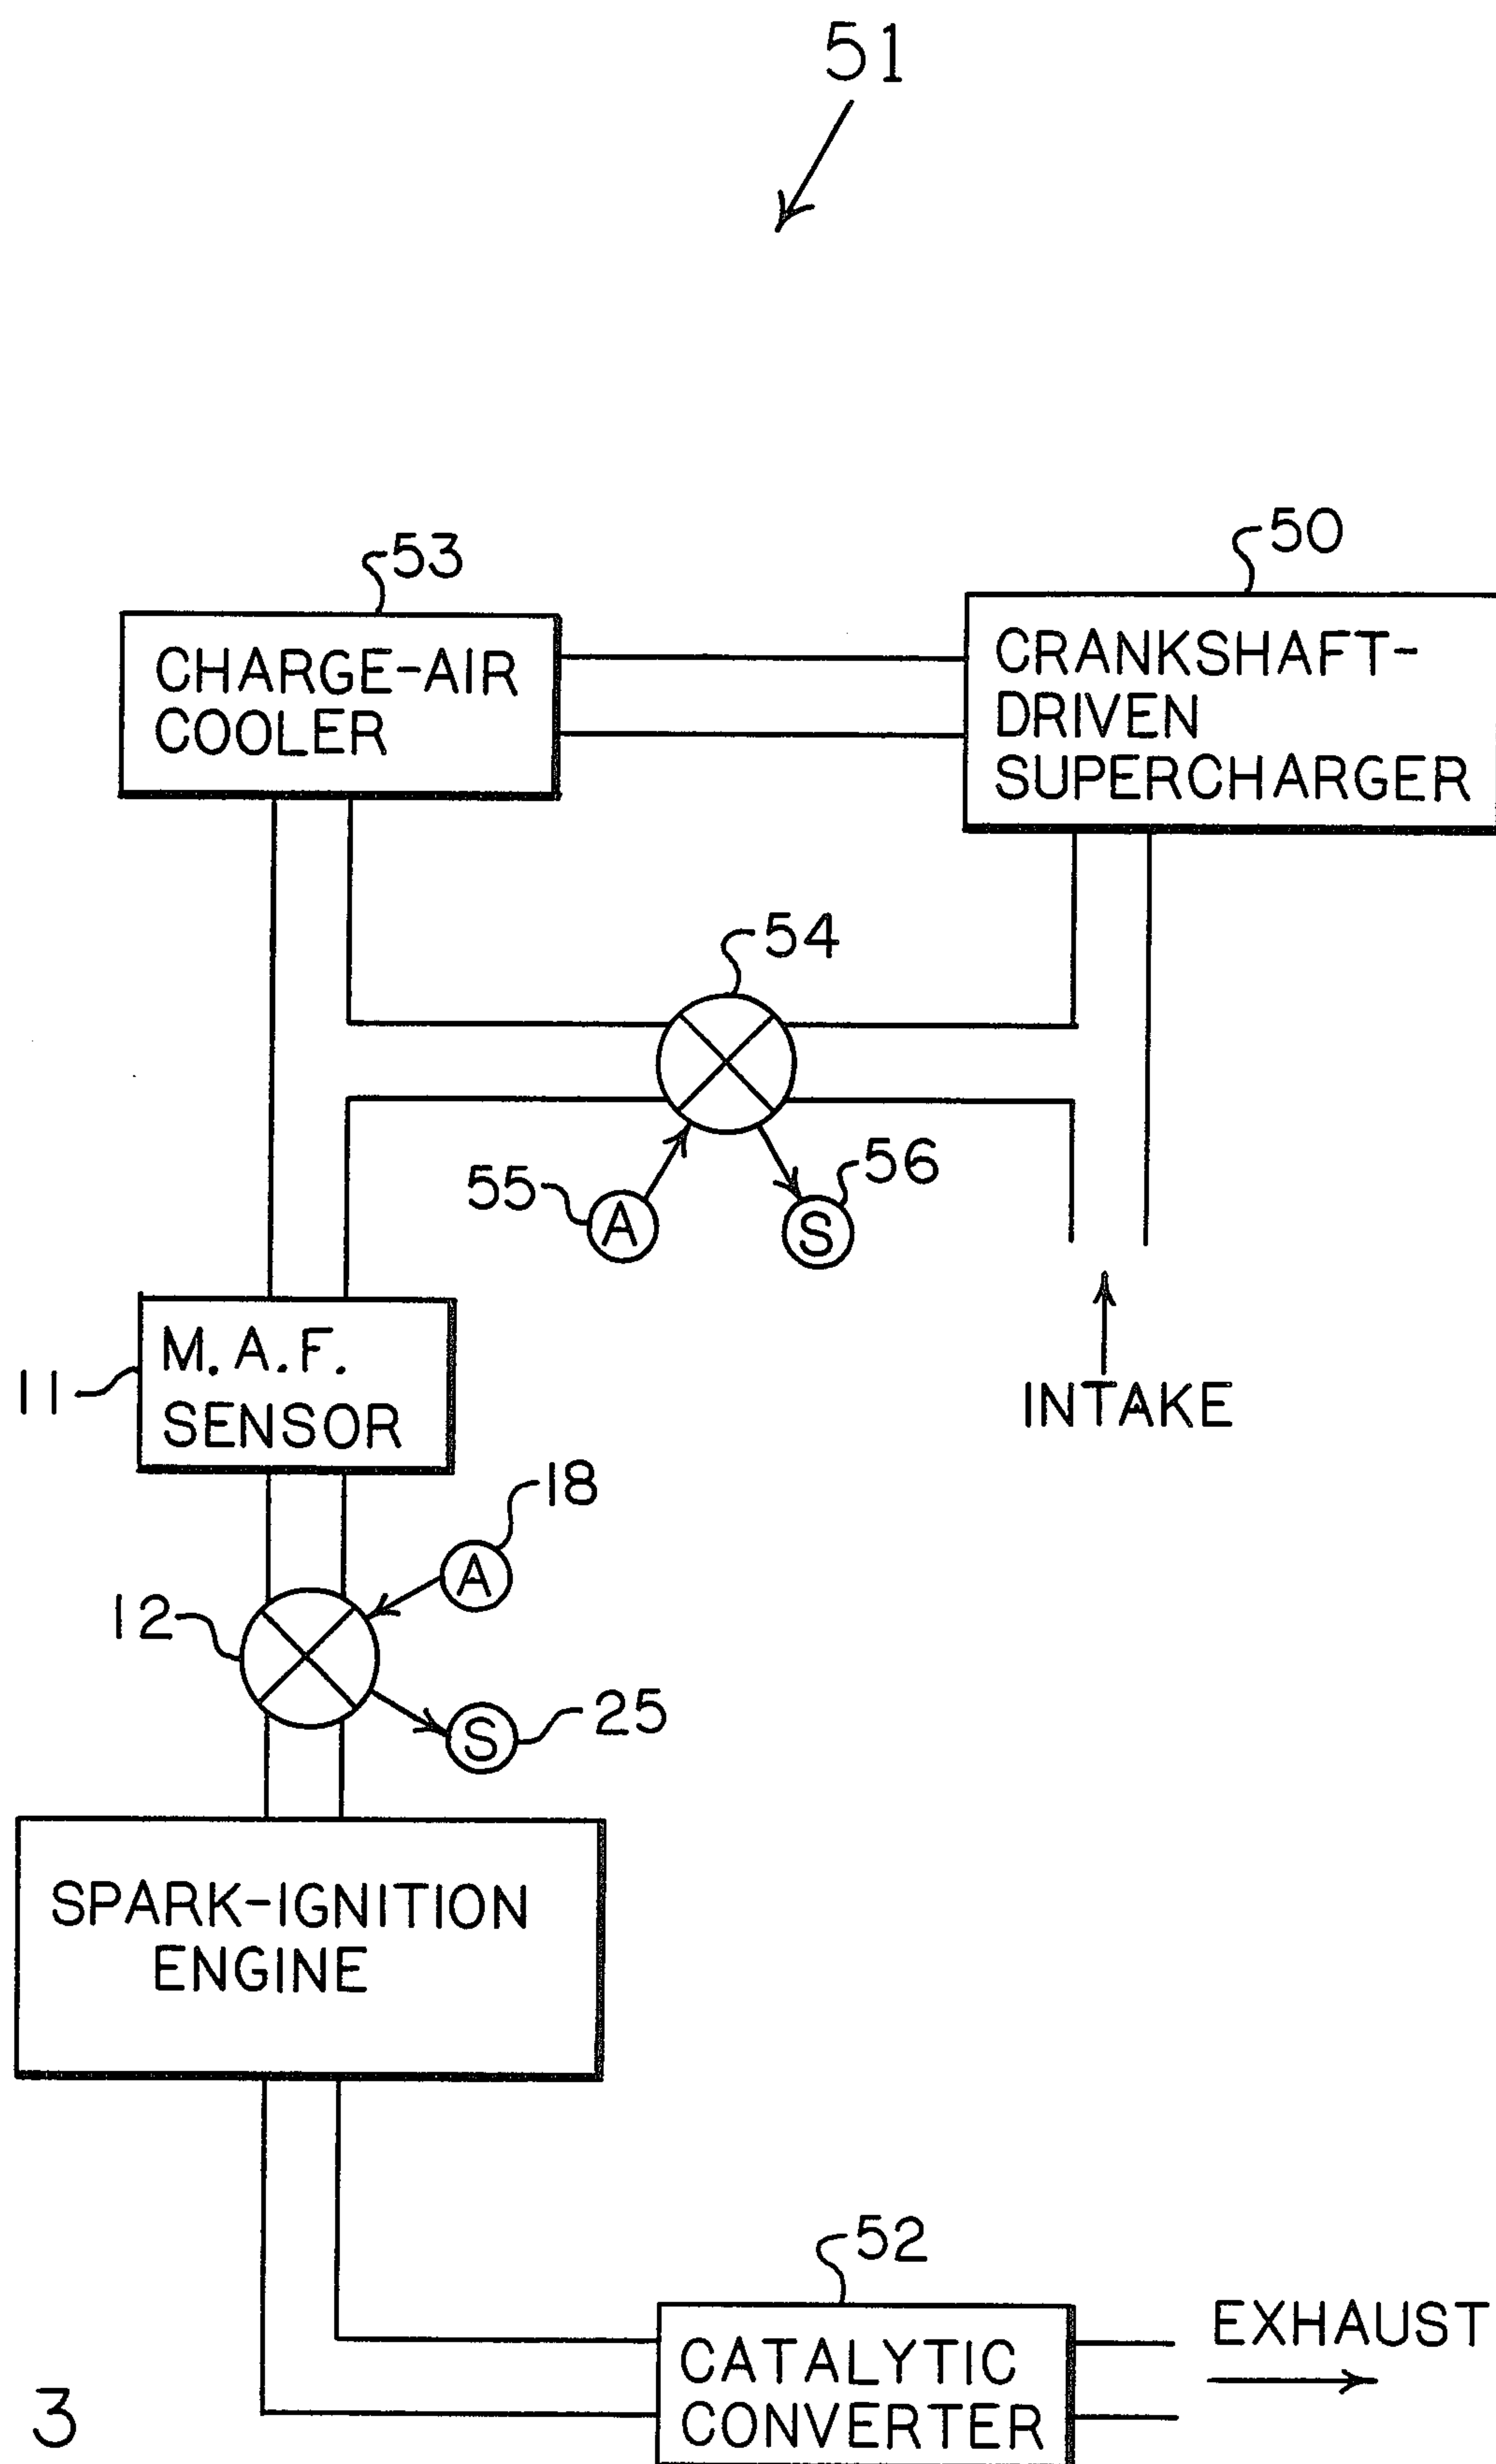 51
53
50
CHARGE-AIR
COOLER
CRANKSHAFT-
DRIVEN
SUPERCHARGER
54
55
A
S
56
INTAKE
11
M. A. F.
SENSOR
18
A
12
S
25
SPARK-IGNITION
ENGINE
52
CATALYTIC
CONVERTER
EXHAUST
3